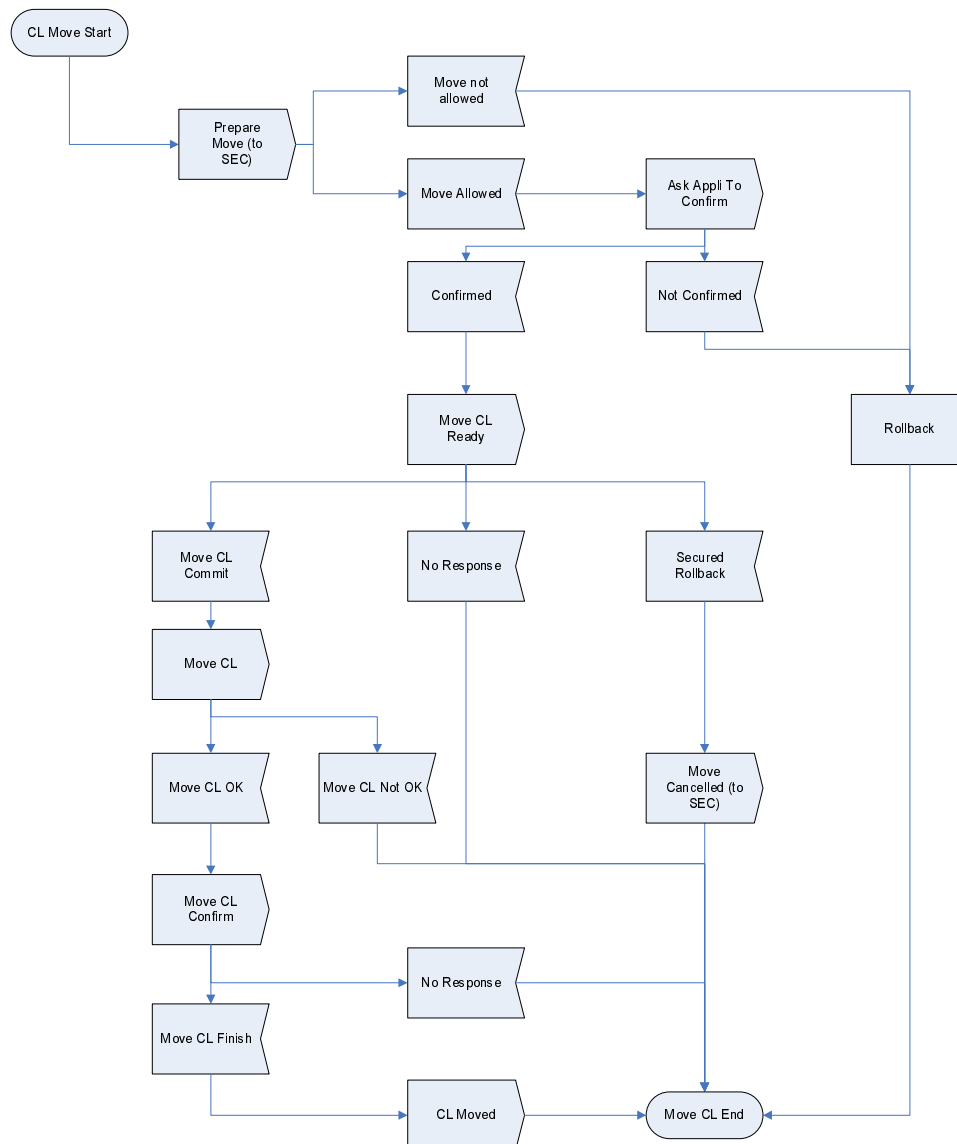 CL Move Start
Move not
allowed
Prepare
Move (to
SEC)
Move Allowed
Ask Appli To
Confirm
Confirmed
Not Confirmed
Move CL
Ready
Rollback
Move CL
Commit
No Response
Secured
Rollback
Move CL
Move CL OK
Move CL Not OK
Move
Cancelled (to
SEC)
Move CL
Confirm
No Response
Move CL Finish
CL Moved
Move CL End